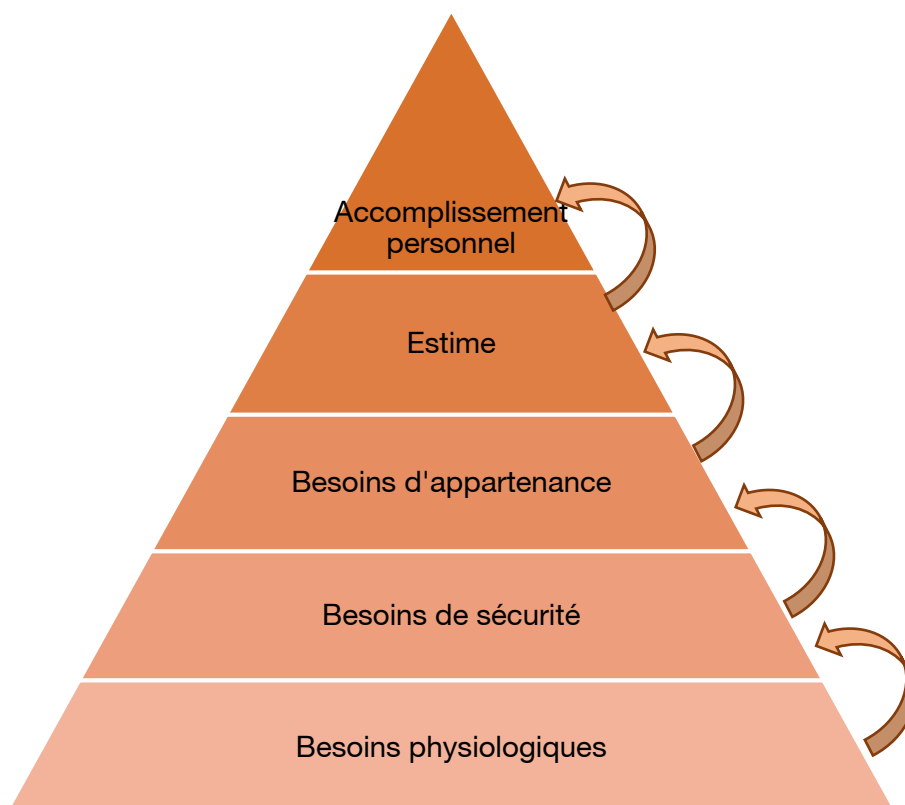 Accomplissement
personnel
Estime
Besoins d'appartenance
Besoins de sécurité
Besoins physiologiques